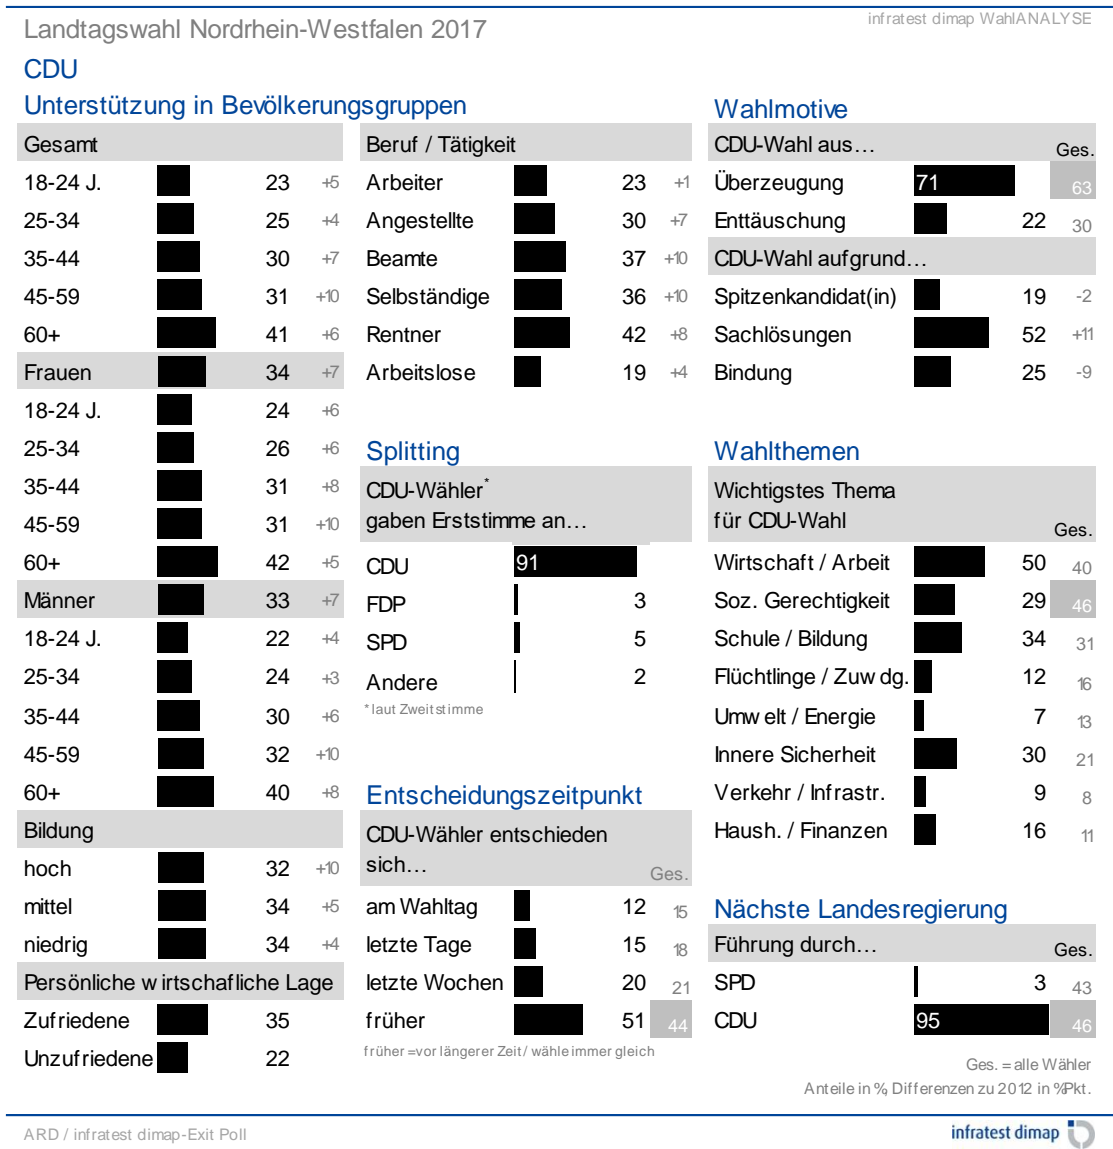 Landtagswahl Nordrhein-Westfalen 2017
infratest dimap WahlANALYSE
CDU
Unterstützung in Bevölkerungsgruppen
Gesamt
18-24 J. 23 +5
25-34 25 +4
35-44 30 +7
45-59 31 +10
60+ 41 +6
Frauen 34 +7
18-24 J. 24 +6
25-34 26 +6
35-44 31 +8
45-59 31 +10
60+ 42 +5
Männer 33 +7
18-24 J. 22 +4
25-34 24 +3
35-44 30 +6
45-59 32 +10
60+ 40 +8
Bildung
hoch 32 +10
mittel 34 +5
niedrig 34 +4
Persönliche wirtschafliche Lage
Zufriedene 35
Unzufriedene 22
Beruf / Tätigkeit
Arbeiter 23 +1
Angestellte 30 +7
Beamte 37 +10
Selbständige 36 +10
Rentner 42 +8
Arbeitslose 19 +4
Splitting
CDU-Wähler*
gaben Erststimme an…
CDU 91
FDP 3
SPD 5
Andere 2
* laut Zweitstimme
Entscheidungszeitpunkt
CDU-Wähler entschieden
sich… Ges.
am Wahltag 12 15
letzte Tage 15 18
letzte Wochen 20 21
früher 51 44
früher =vor längerer Zeit / wähle immer gleich
Wahlmotive
CDU-Wahl aus… Ges.
Überzeugung 71 63
Enttäuschung 22 30
CDU-Wahl aufgrund…
Spitzenkandidat(in) 19 -2
Sachlösungen 52 +11
Bindung 25 -9
Wahlthemen
Wichtigstes Thema
für CDU-Wahl Ges.
Wirtschaft / Arbeit 50 40
Soz. Gerechtigkeit 29 46
Schule / Bildung 34 31
Flüchtlinge / Zuwdg. 12 16
Umwelt / Energie 7 13
Innere Sicherheit 30 21
Verkehr / Infrastr. 9 8
Haush. / Finanzen 16 11
Nächste Landesregierung
Führung durch… Ges.
SPD 3 43
CDU 95 46
Ges. = alle Wähler
Anteile in %, Differenzen zu 2012 in %Pkt.
ARD / infratest dimap-Exit Poll
infratest dimap